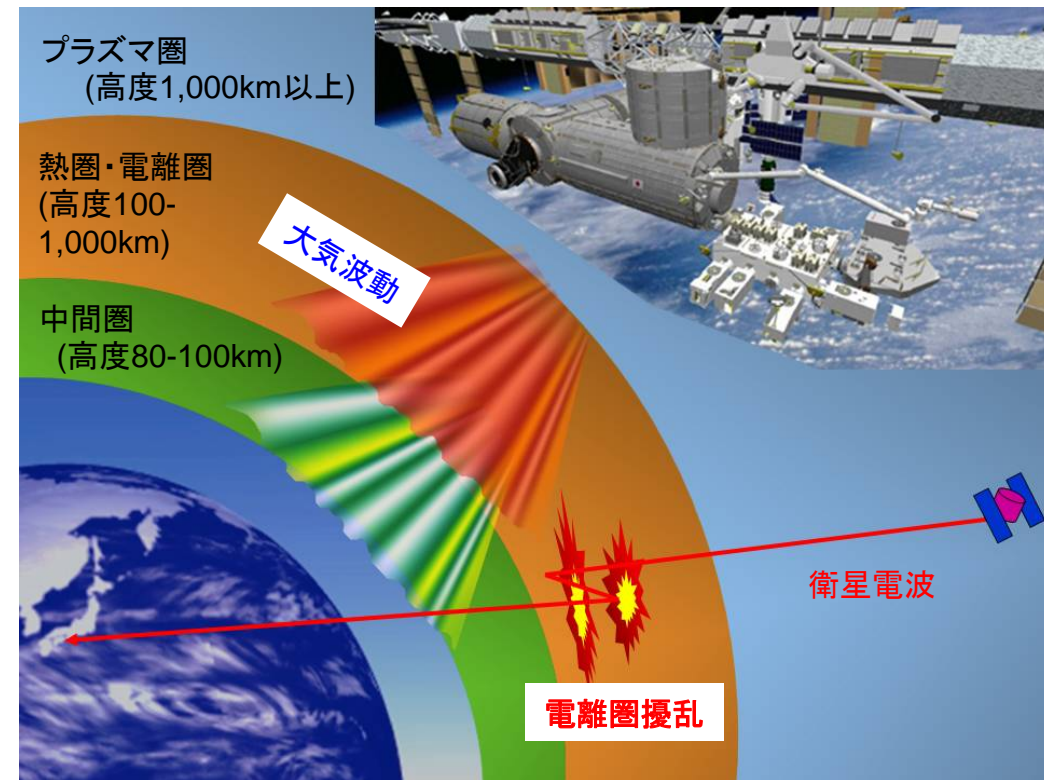 プラズマ圏
(高度1,000km以上)
熱圏・電離圏
(高度100-
1,000km)
大気波動
中間圏
(高度80-100km)
衛星電波
電離圏擾乱